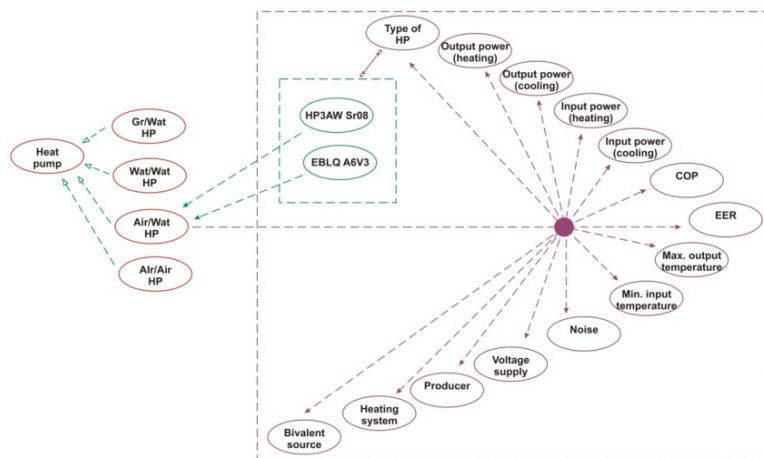 Type of
HP
Output power
(heating)
Output power
(cooling)
Input power
(heating)
Input power
(cooling)
COP
EER
Max. output
temperature
Min. input
temperature
Noise
Voltage
supply
Producer
Heating
system
Bivalent
source
HP3AW Sr08
EBLQ A6V3
Heat
pump
Gr/Wat
HP
Wat/Wat
HP
Air/Wat
HP
AIr/Air
HP